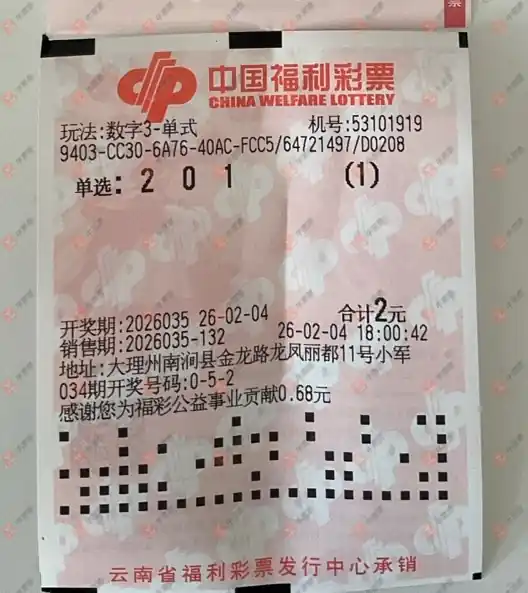 票
中国福利彩票
CHINA WELFARE LOTTERY
玩法:数字3-单式 机号:53101919
9403-CC30-6A76-40AC-FCC5/64721497/D0208
单选: 2 0 1 (1)
合计2元
开奖期:2026035 26-02-04
销售期:2026035-132 26-02-04 18:00:42
地址:大理州南涧县金龙路龙凤丽都11号小军
034期开奖号码:0-5-2
感谢您为福彩公益事业贡献0.68元
云南省福利彩票发行中心承销